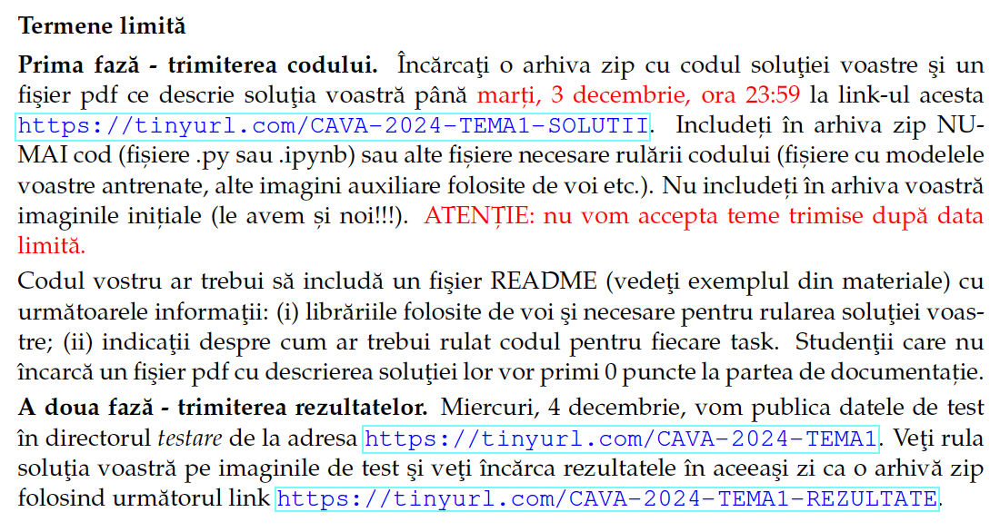 Termene limită
Prima fază - trimiterea codului. Încărcaţi o arhiva zip cu codul soluţiei voastre şi un
fişier pdf ce descrie soluţia voastră până marți, 3 decembrie, ora 23:59 la link-ul acesta
https://tinyurl.com/CAVA-2024-TEMA1-SOLUTII. Includeți în arhiva zip NU-
MAI cod (fișiere .py sau .ipynb) sau alte fișiere necesare rulării codului (fișiere cu modelele
voastre antrenate, alte imagini auxiliare folosite de voi etc.). Nu includeți în arhiva voastră
imaginile inițiale (le avem și noi!!!). ATENȚIE: nu vom accepta teme trimise după data
limită.
Codul vostru ar trebui să includă un fişier README (vedeţi exemplul din materiale) cu
următoarele informaţii: (i) librăriile folosite de voi şi necesare pentru rularea soluţiei voas-
tre; (ii) indicaţii despre cum ar trebui rulat codul pentru fiecare task. Studenţii care nu
încarcă un fişier pdf cu descrierea soluţiei lor vor primi 0 puncte la partea de documentație.
A doua fază - trimiterea rezultatelor. Miercuri, 4 decembrie, vom publica datele de test
în directorul testare de la adresa https://tinyurl.com/CAVA-2024-TEMA1. Veţi rula
soluţia voastră pe imaginile de test şi veţi încărca rezultatele în aceeaşi zi ca o arhivă zip
folosind următorul link https://tinyurl.com/CAVA-2024-TEMA1-REZULTATE.